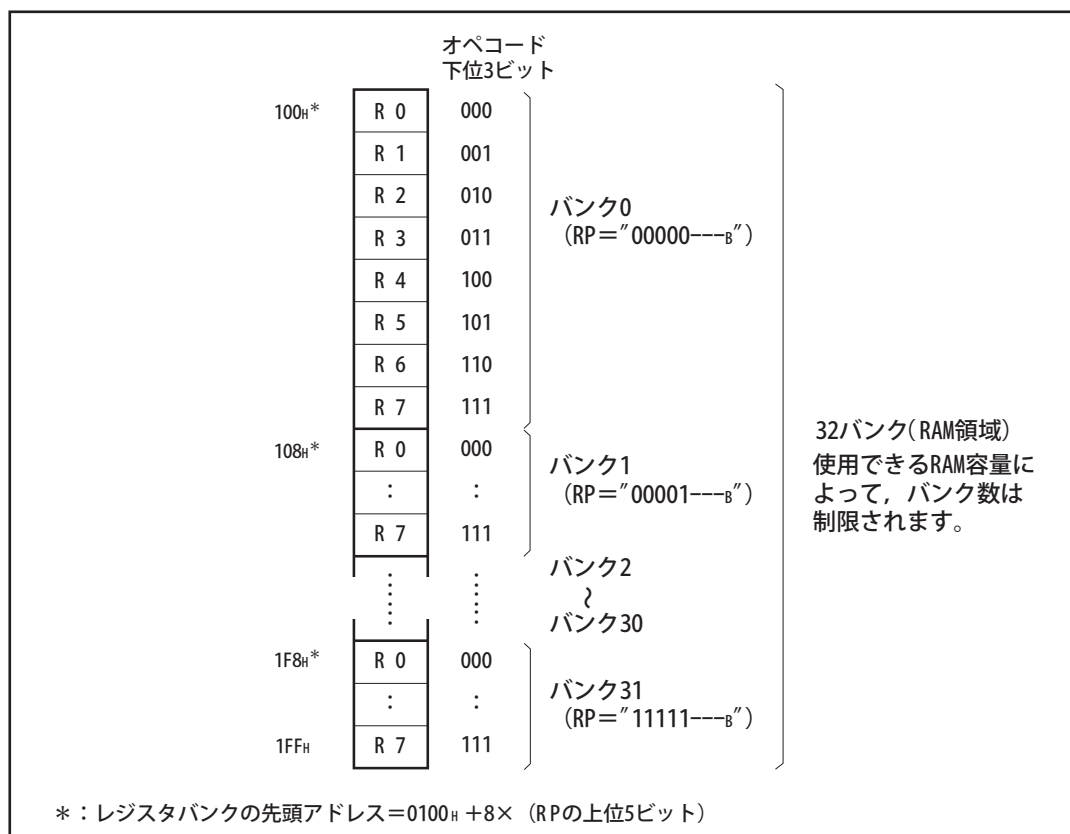 オペコード
下位3ビット
100H* R 0 000
R 1 001
R 2 010
バンク0
R 3 011 (RP="00000---B")
R 4 100
R 5 101
R 6 110
R 7 111
108H* R 0 000
バンク1
: : (RP="00001---B")
R 7 111
32バンク(RAM領域)
使用できるRAM容量に
よって，バンク数は
制限されます。
バンク2
～
バンク30
1F8H* R 0 000
バンク31
: : (RP="11111---B")
1FFH R 7 111
＊：レジスタバンクの先頭アドレス＝0100H＋8×（RPの上位5ビット）